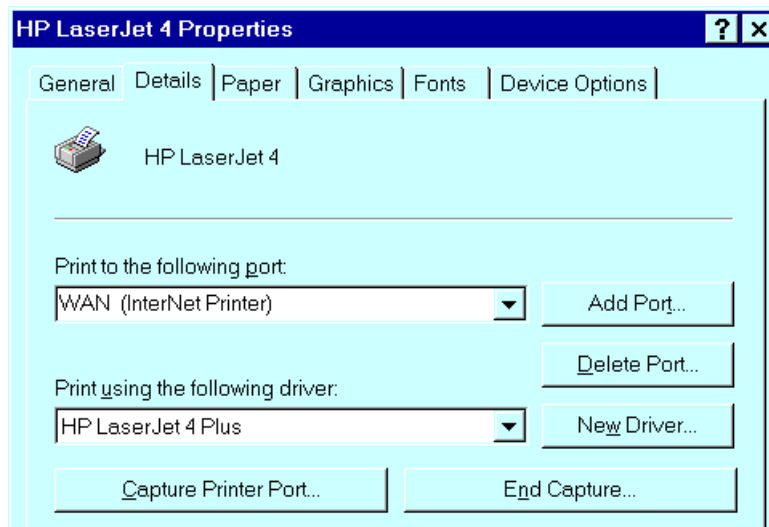 HP LaserJet 4 Properties ? ×
General Details Paper Graphics Fonts Device Options
HP LaserJet 4
Print to the following port:
WAN (InterNet Printer) Add Port...
Delete Port...
Print using the following driver:
HP LaserJet 4 Plus New Driver...
Capture Printer Port... End Capture...